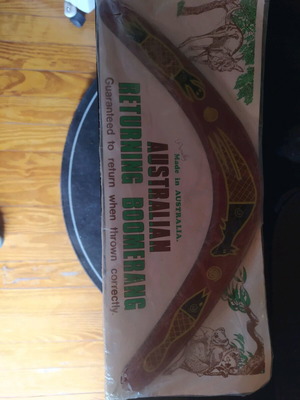 Made in AUSTRALIA.
AUSTRALIAN
RETURNING BOOMERANG
Guaranteed to return when thrown correctly.